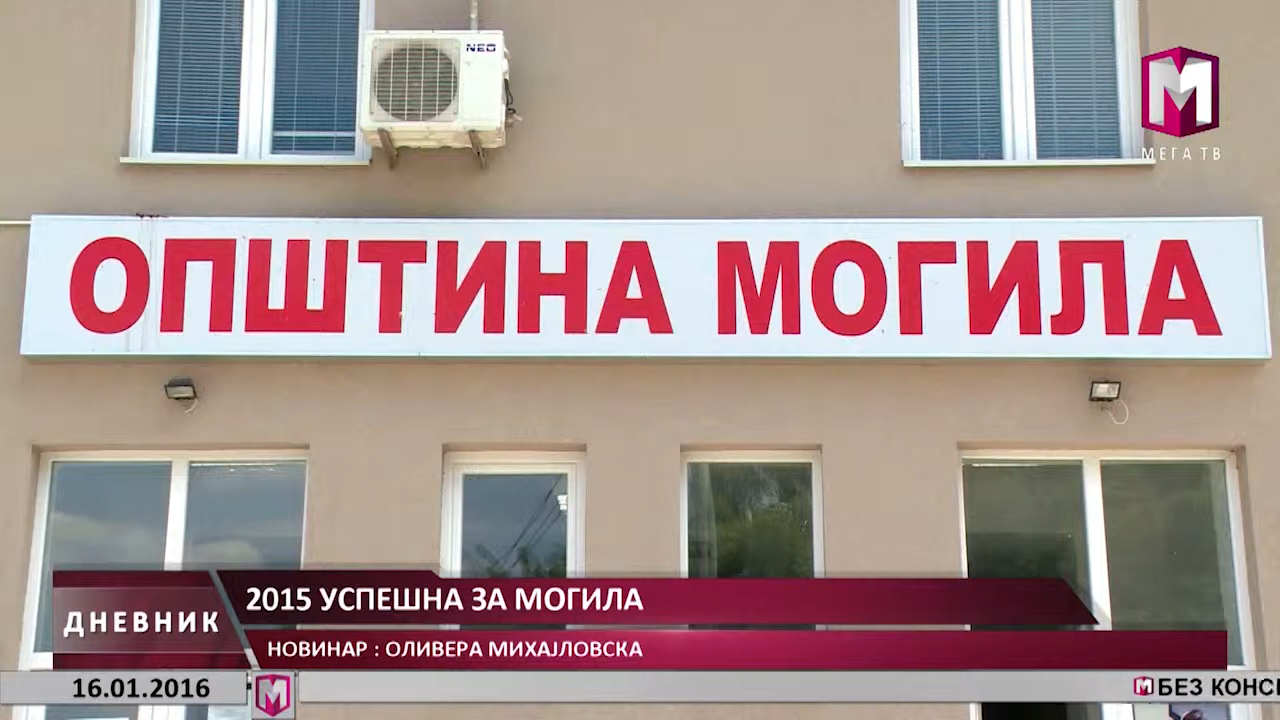 NEO
МЕГА ТВ
ОПШТИНА МОГИЛА
2015 УСПЕШНА ЗА МОГИЛА
ДНЕВНИК
НОВИНАР : ОЛИВЕРА МИХАЈЛОВСКА
16.01.2016
БЕЗ КОНС